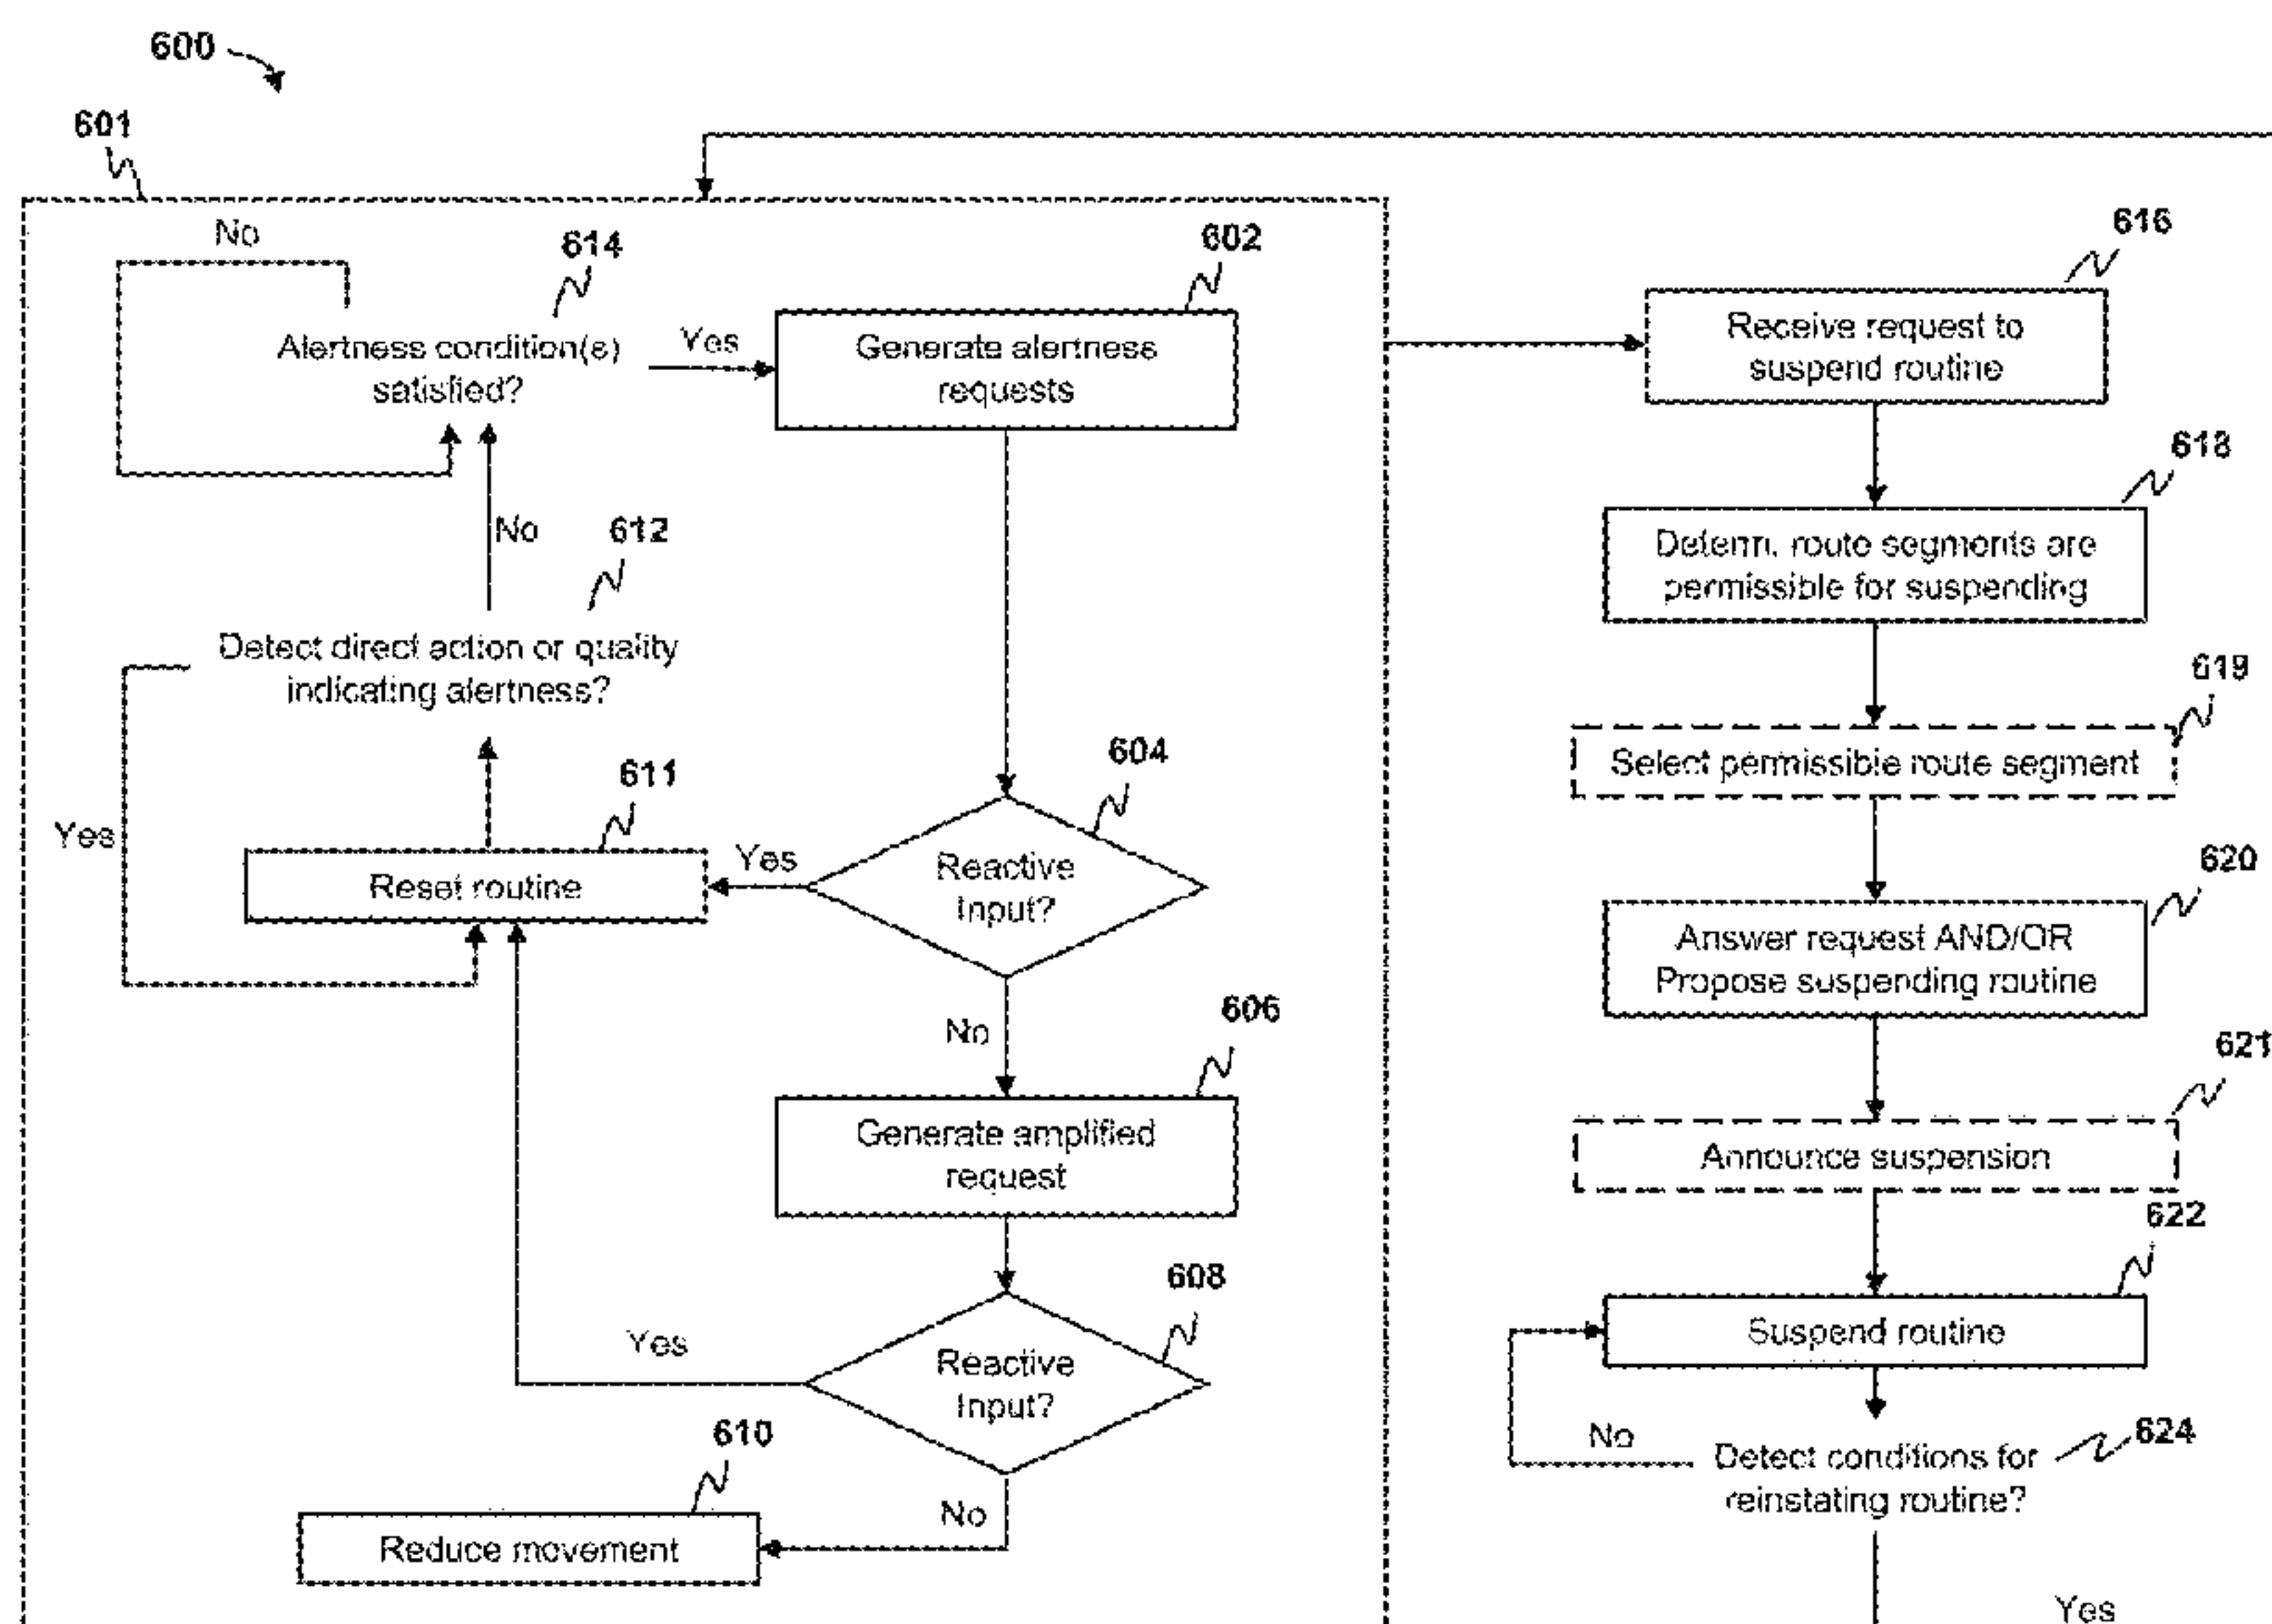 600
601
No
614
602
Alertness condition(s)
satisfied?
Yes
Generate alertness
requests
No
612
Detect direct action or quality
indicating alertness?
Yes
611
Reset routine
Yes
604
Reactive
Input?
No
606
Generate amplified
request
608
Yes
Reactive
Input?
610
No
Reduce movement
616
Receive request to
suspend routine
618
Determ. route segments are
permissible for suspending
619
Select permissible route segment
620
Answer request AND/OR
Propose suspending routine
621
Announce suspension
622
Suspend routine
No
624
Detect conditions for
reinstating routine?
Yes